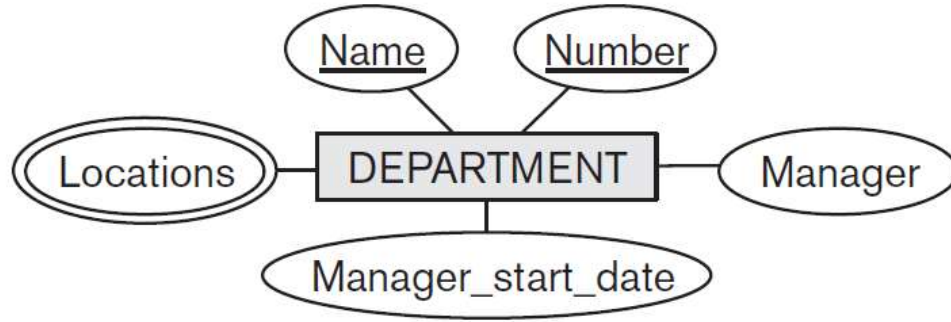 Name
Number
Locations
DEPARTMENT
Manager
Manager_start_date